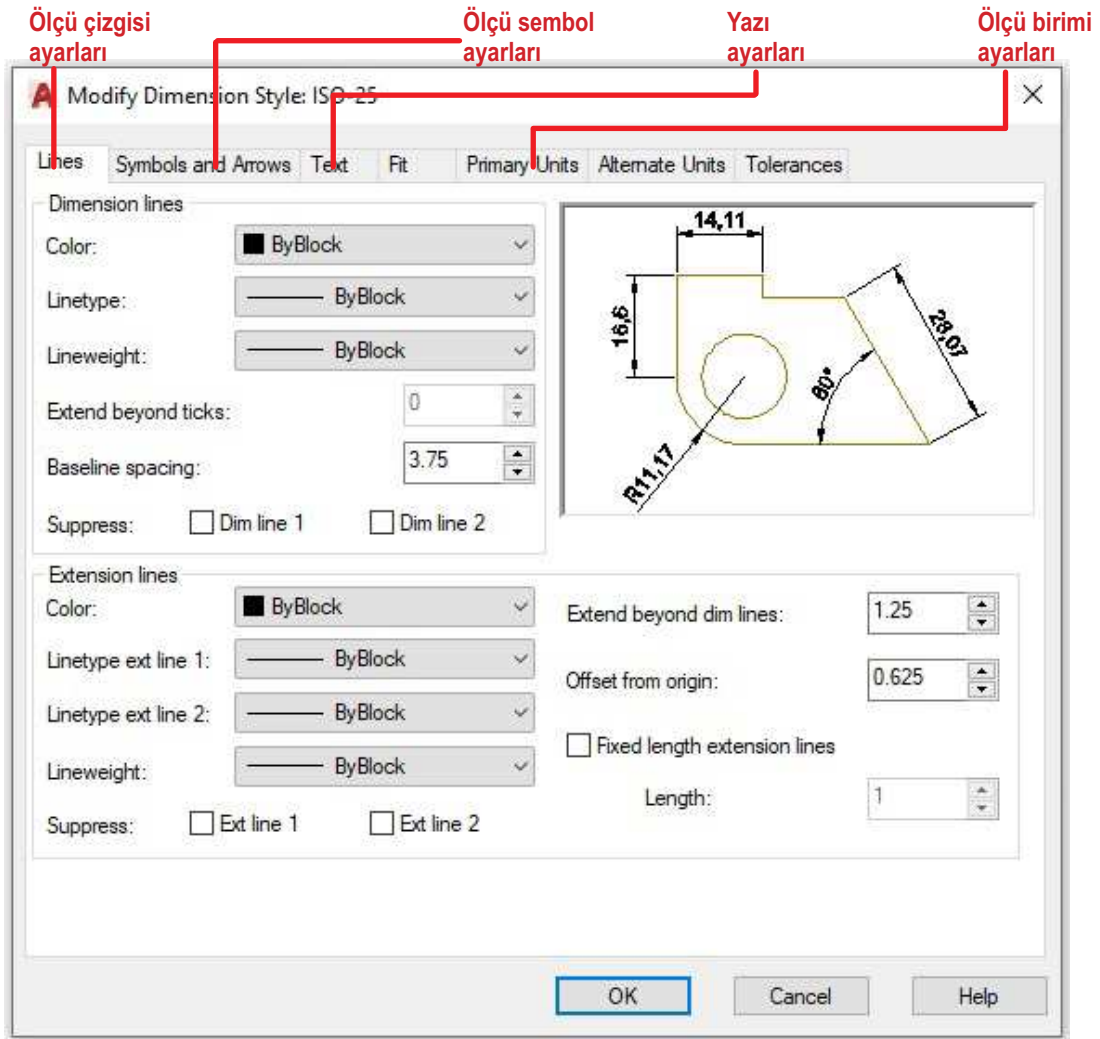 Ölçü çizgisi
ayarları
Ölçü sembol
ayarları
Yazı
ayarları
Ölçü birimi
ayarları
Modify Dimension Style: ISO-25
Lines Symbols and Arrows Text Fit Primary Units Alternate Units Tolerances
Dimension lines
Color: ByBlock
Linetype: ByBlock
Lineweight: ByBlock
Extend beyond ticks: 0
Baseline spacing: 3.75
Suppress: Dim line 1 Dim line 2
14,11
16,6
28,07
60°
R11,17
Extension lines
Color: ByBlock
Linetype ext line 1: ByBlock
Linetype ext line 2: ByBlock
Lineweight: ByBlock
Suppress: Ext line 1 Ext line 2
Extend beyond dim lines: 1.25
Offset from origin: 0.625
Fixed length extension lines
Length: 1
OK Cancel Help